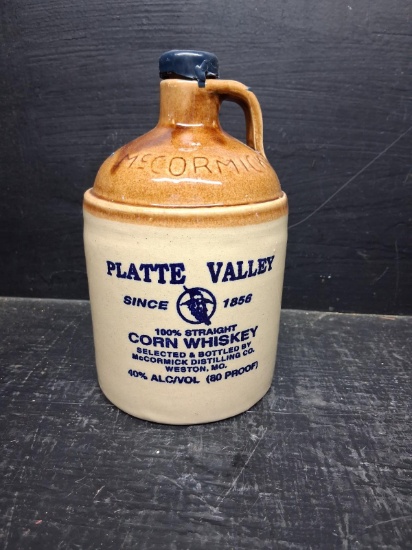 McCORMICK
PLATTE VALLEY
SINCE 1856
100% STRAIGHT
CORN WHISKEY
SELECTED & BOTTLED BY
McCORMICK DISTILLING CO.
WESTON, MO.
40% ALC/VOL (80 PROOF)